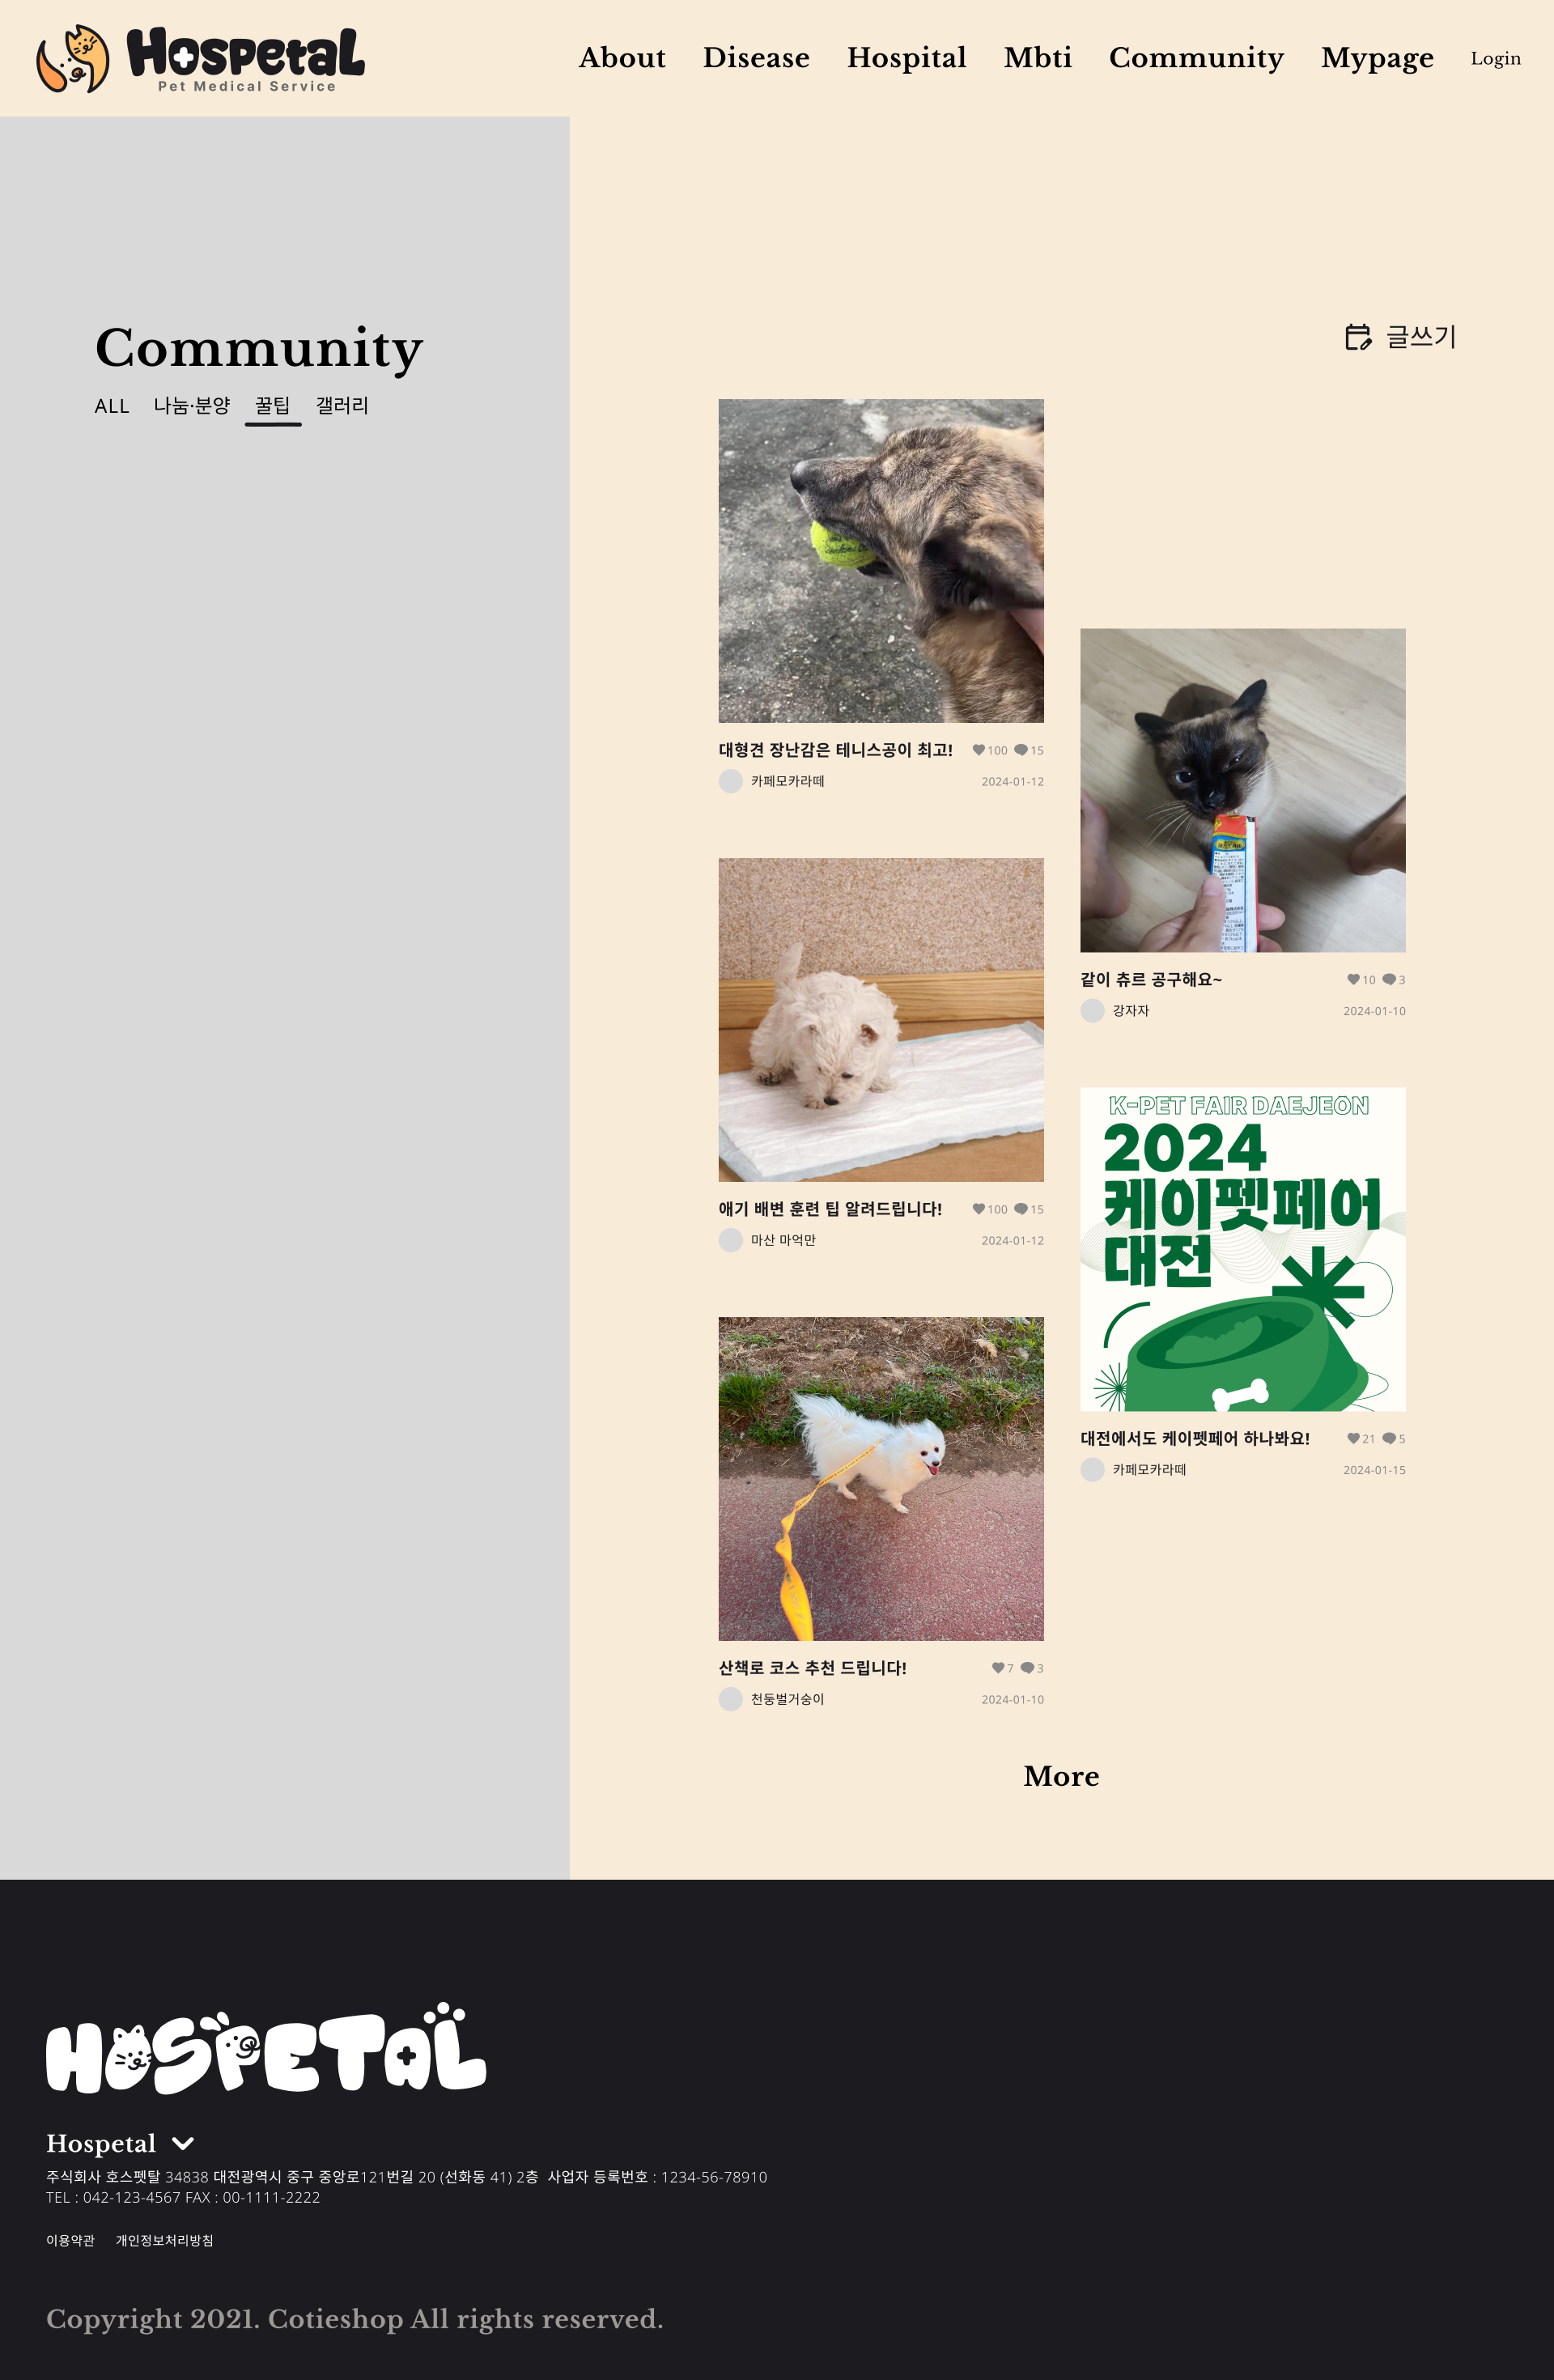 Hospetal
Pet Medical Service
About Disease Hospital Mbti Community Mypage Login
Community
ALL 나눔·분양 꿀팁 갤러리
글쓰기
대형견 장난감은 테니스공이 최고! 100 15
카페모카라떼 2024-01-12
같이 츄르 공구해요~ 10 3
강자자 2024-01-10
애기 배변 훈련 팁 알려드립니다! 100 15
마산 마억만 2024-01-12
K-PET FAIR DAEJEON
2024
케이펫페어
대전
대전에서도 케이펫페어 하나봐요! 21 5
카페모카라떼 2024-01-15
산책로 코스 추천 드립니다! 7 3
천둥벌거숭이 2024-01-10
More
HOSPETAL
Hospetal
주식회사 호스펫탈 34838 대전광역시 중구 중앙로121번길 20 (선화동 41) 2층 사업자 등록번호 : 1234-56-78910
TEL : 042-123-4567 FAX : 00-1111-2222
이용약관 개인정보처리방침
Copyright 2021. Cotieshop All rights reserved.